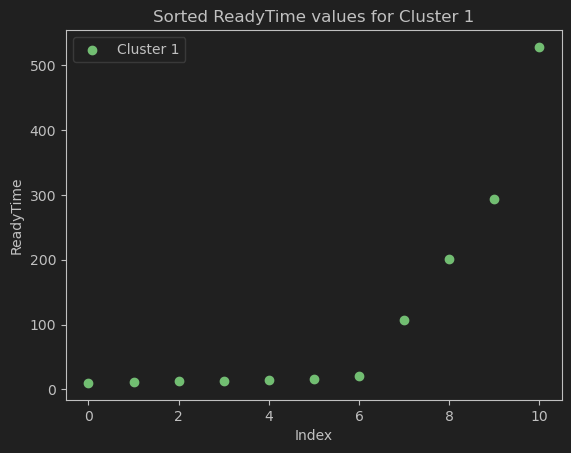 Sorted ReadyTime values for Cluster 1
Cluster 1
500
400
300
200
100
0
ReadyTime
0 2 4 6 8 10
Index